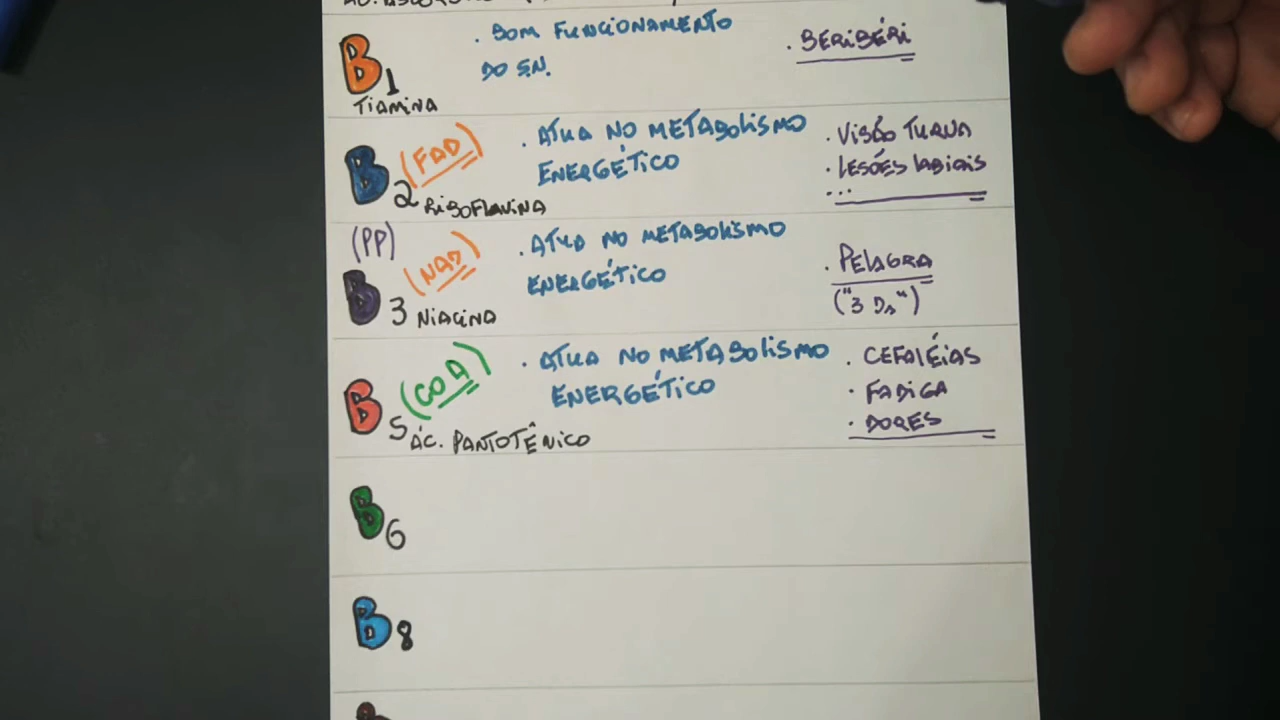 B1 . BOM FUNCIONAMENTO . BERIBÉRI
DO S.N.
TIAMINA
B2 (FAD) . ATUA NO METABOLISMO . VISÃO TURVA
ENERGÉTICO . LESÕES LABIAIS
...
RIBOFLAVINA
(PP)
B3 (NAD) . ATUA NO METABOLISMO . PELAGRA
ENERGÉTICO ("3 Ds")
NIACINA
B5 (COA) . ATUA NO METABOLISMO . CEFALÉIAS
ENERGÉTICO . FADIGA
. DORES
ÁC. PANTOTÊNICO
B6
B8